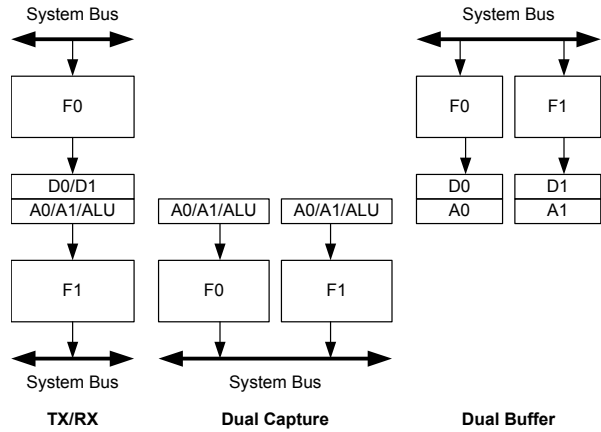 System Bus
F0
D0/D1
A0/A1/ALU
F1
System Bus
TX/RX
A0/A1/ALU
A0/A1/ALU
F0
F1
System Bus
Dual Capture
System Bus
F0
F1
D0
D1
A0
A1
Dual Buffer